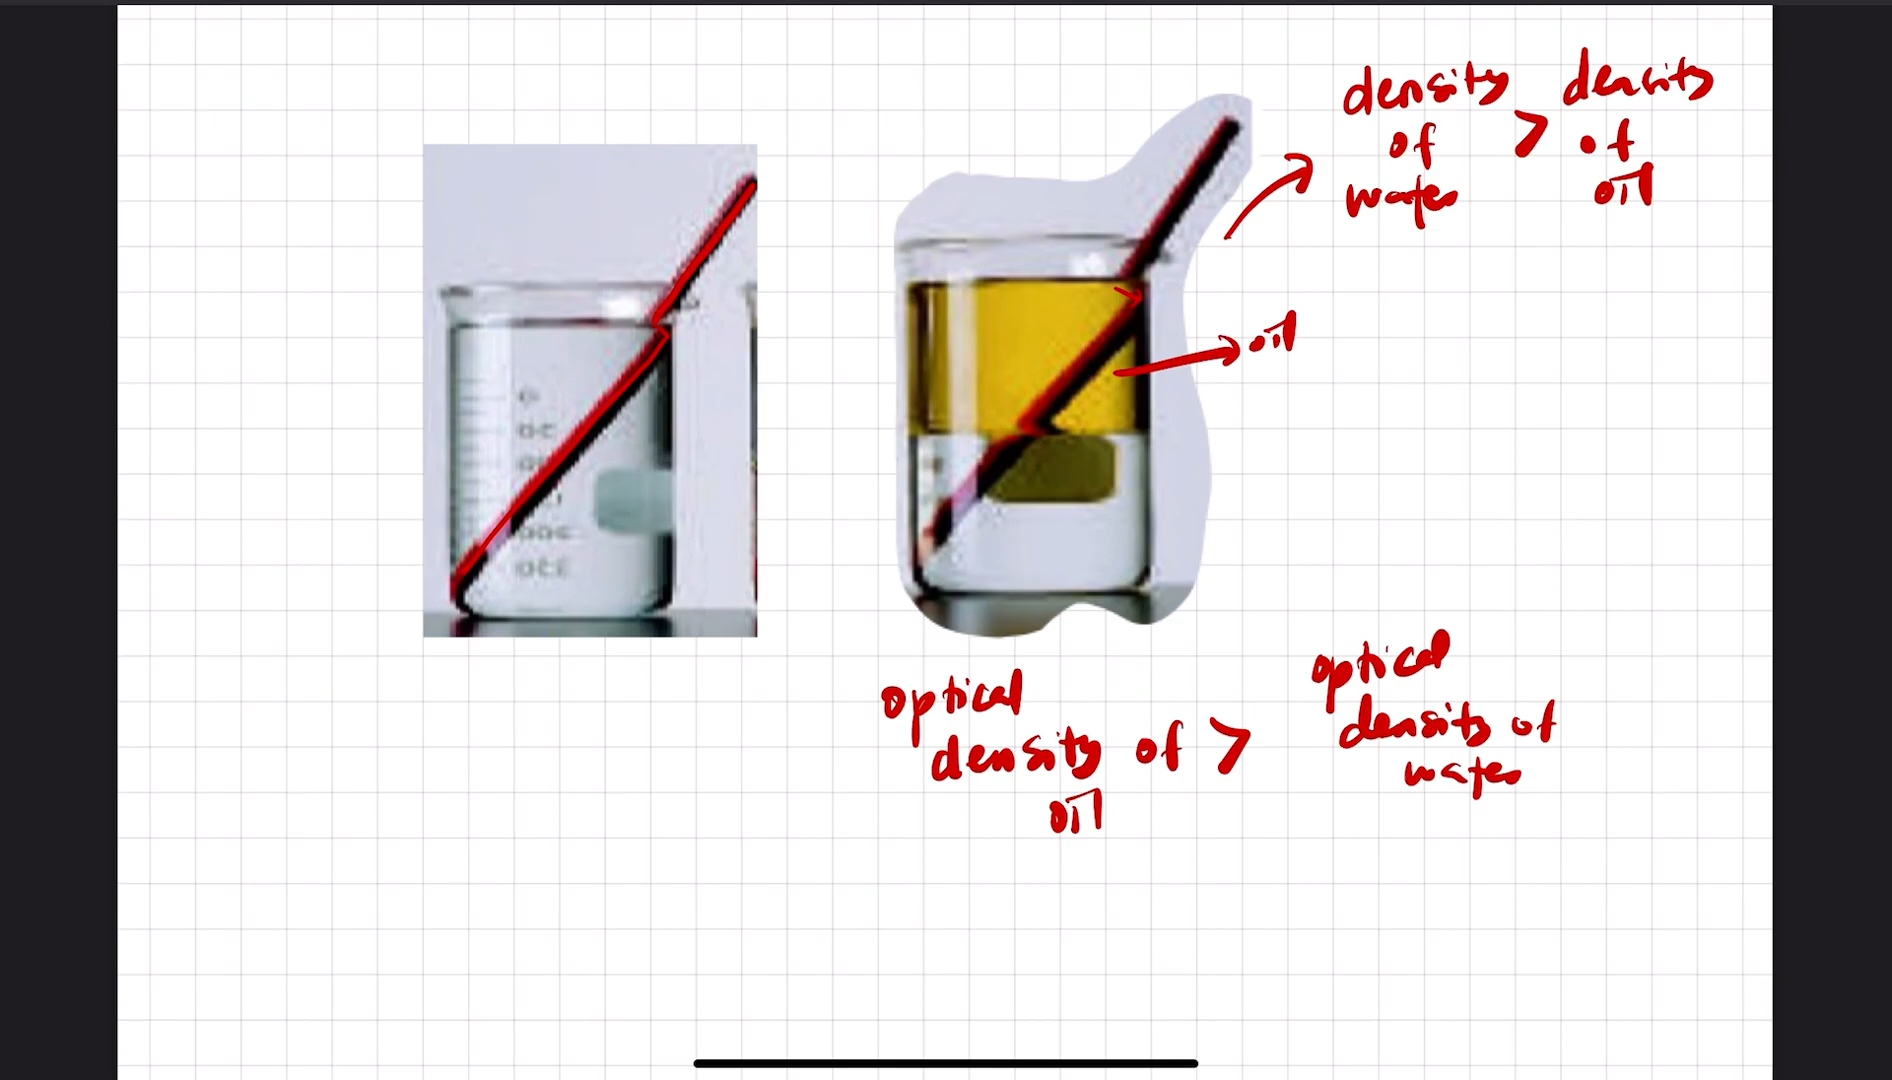 density > density
of of
water oil
oil
optical
density of >
oil
optical
density of
water